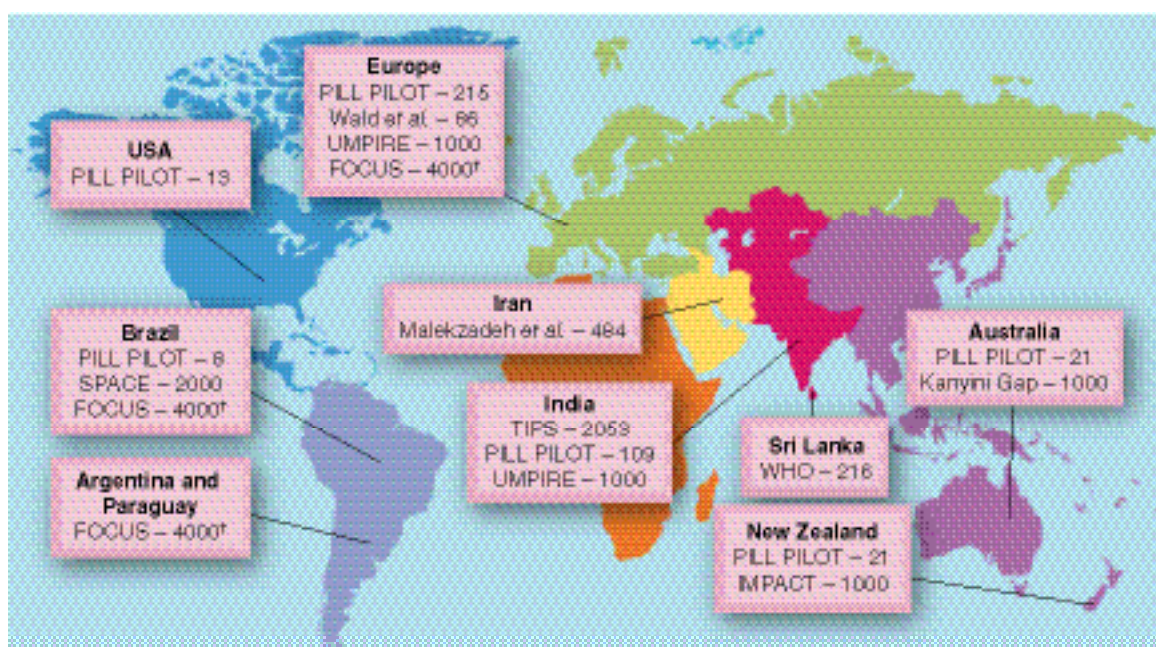 Europe
PILL PILOT – 215
Wald et al. – 86
UMPIRE – 1000
FOCUS – 4000†
USA
PILL PILOT – 13
Iran
Malekzadeh et al. – 484
Brazil
PILL PILOT – 8
SPACE – 2000
FOCUS – 4000†
Australia
PILL PILOT – 21
Kanyini Gap – 1000
India
TIPS – 2053
PILL PILOT – 109
UMPIRE – 1000
Sri Lanka
WHO – 216
Argentina and
Paraguay
FOCUS – 4000†
New Zealand
PILL PILOT – 21
IMPACT – 1000